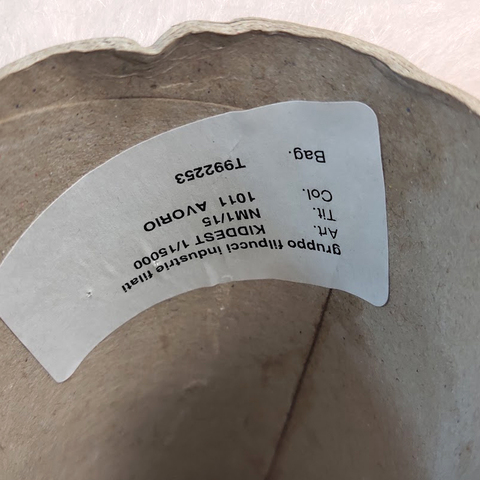 gruppo filpucci industrie filati
Art. KIDDEST 1/15000
Tit. NM1/15
Col. 1011 AVORIO
Bag. T992253